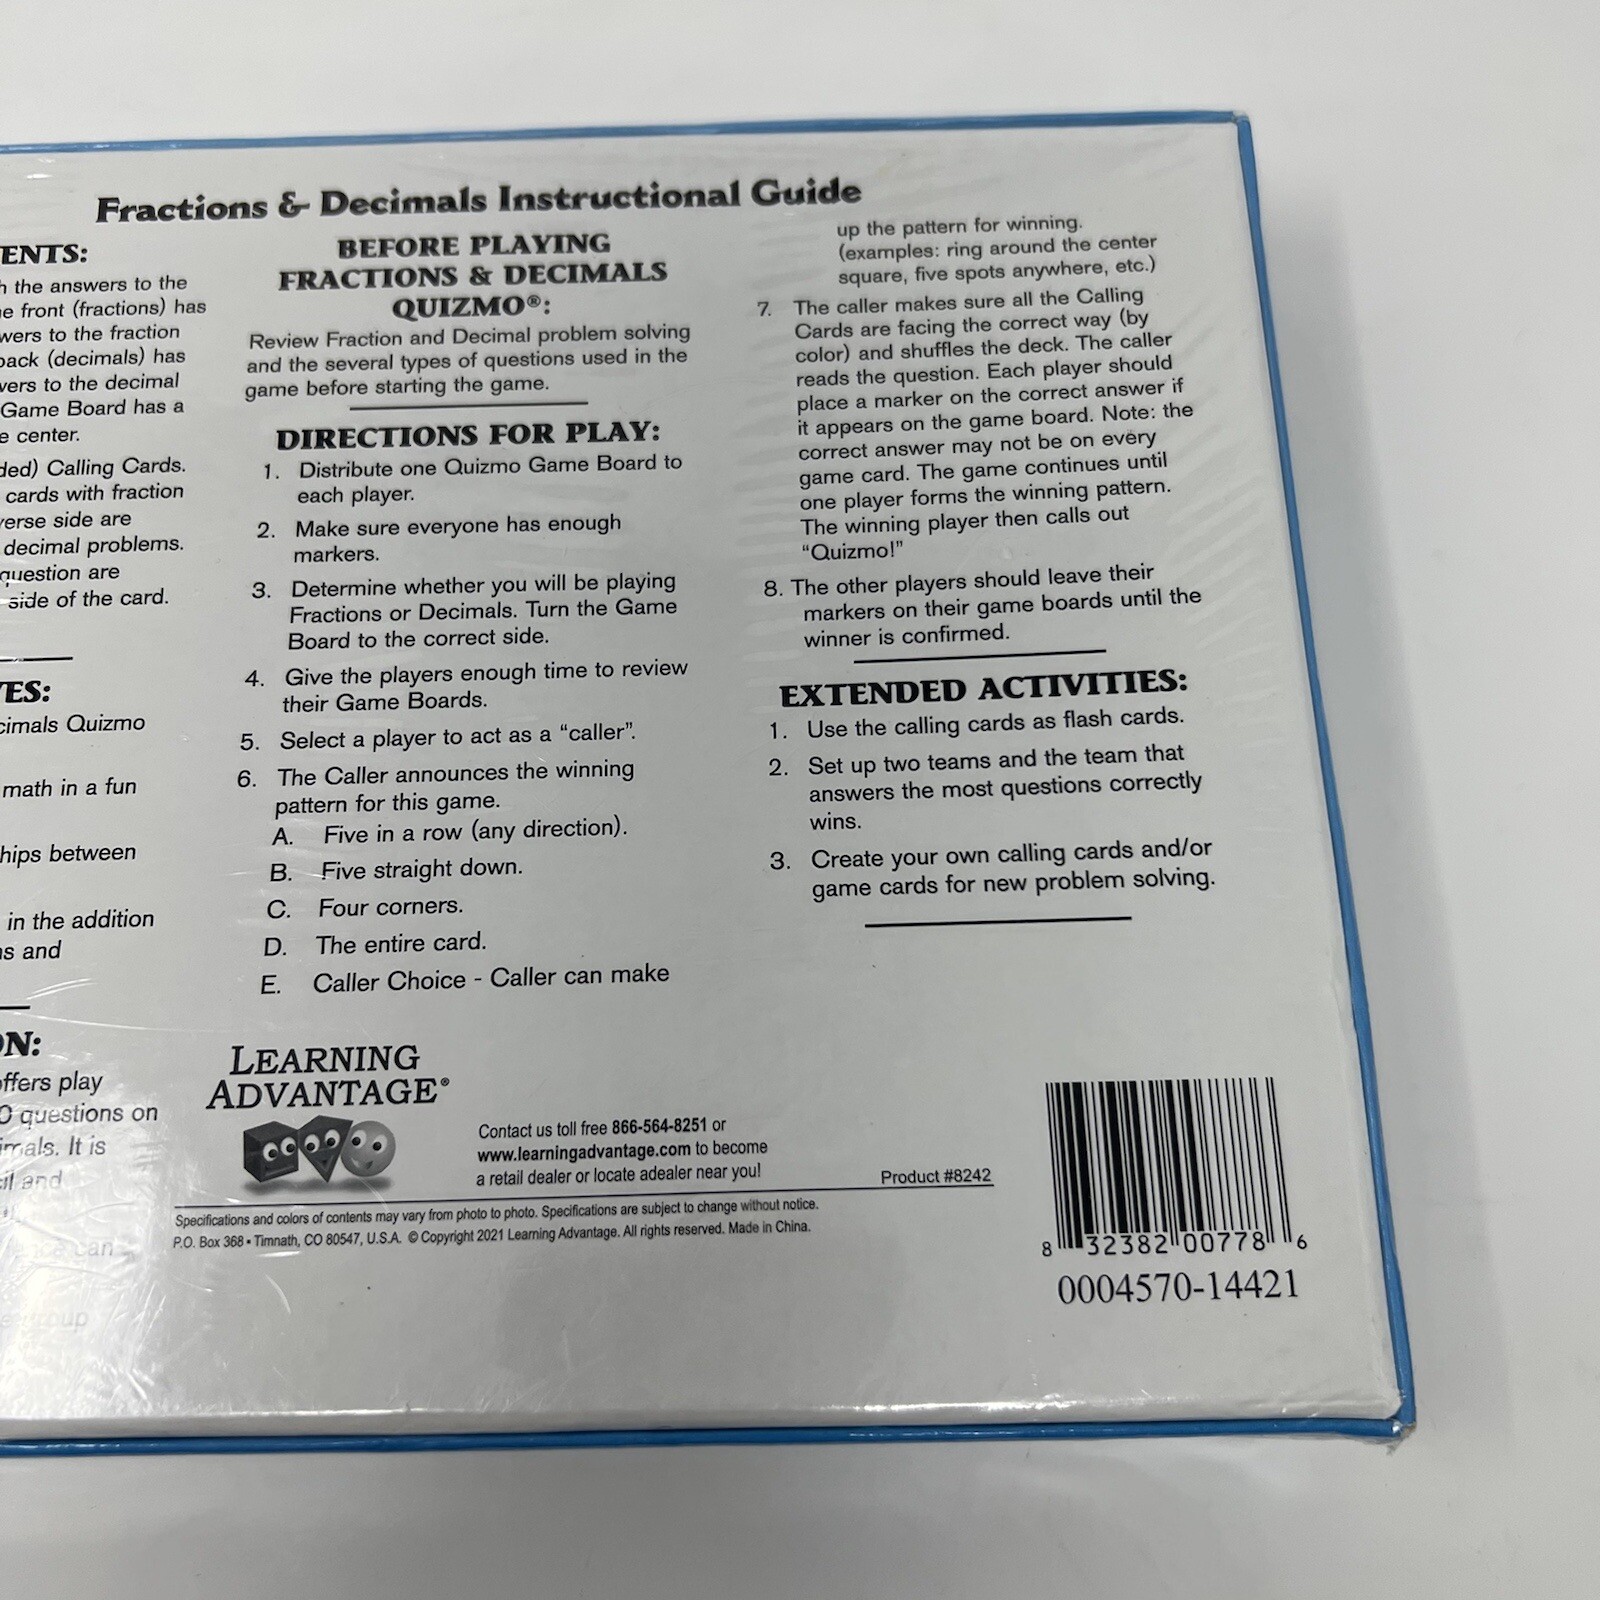 Fractions & Decimals Instructional Guide
ENTS:
the answers to the
front (fractions) has
wers to the fraction
back (decimals) has
vers to the decimal
Game Board has a
e center.
ded) Calling Cards.
cards with fraction
verse side are
decimal problems.
question are
side of the card.
ES:
cimals Quizmo
math in a fun
hips between
in the addition
ns and
ON:
offers play
0 questions on
imals. It is
and
can
BEFORE PLAYING
FRACTIONS & DECIMALS
QUIZMO®:
Review Fraction and Decimal problem solving
and the several types of questions used in the
game before starting the game.
DIRECTIONS FOR PLAY:
1. Distribute one Quizmo Game Board to
each player.
2. Make sure everyone has enough
markers.
3. Determine whether you will be playing
Fractions or Decimals. Turn the Game
Board to the correct side.
4. Give the players enough time to review
their Game Boards.
5. Select a player to act as a “caller”.
6. The Caller announces the winning
pattern for this game.
A. Five in a row (any direction).
B. Five straight down.
C. Four corners.
D. The entire card.
E. Caller Choice - Caller can make
up the pattern for winning.
(examples: ring around the center
square, five spots anywhere, etc.)
7. The caller makes sure all the Calling
Cards are facing the correct way (by
color) and shuffles the deck. The caller
reads the question. Each player should
place a marker on the correct answer if
it appears on the game board. Note: the
correct answer may not be on every
game card. The game continues until
one player forms the winning pattern.
The winning player then calls out
“Quizmo!”
8. The other players should leave their
markers on their game boards until the
winner is confirmed.
EXTENDED ACTIVITIES:
1. Use the calling cards as flash cards.
2. Set up two teams and the team that
answers the most questions correctly
wins.
3. Create your own calling cards and/or
game cards for new problem solving.
LEARNING
ADVANTAGE®
Contact us toll free 866-564-8251 or
www.learningadvantage.com to become
a retail dealer or locate adealer near you!
Product #8242
Specifications and colors of contents may vary from photo to photo. Specifications are subject to change without notice.
P.O. Box 368 • Timnath, CO 80547, U.S.A. © Copyright 2021 Learning Advantage. All rights reserved. Made in China.
8 32382 00778 6
0004570-14421